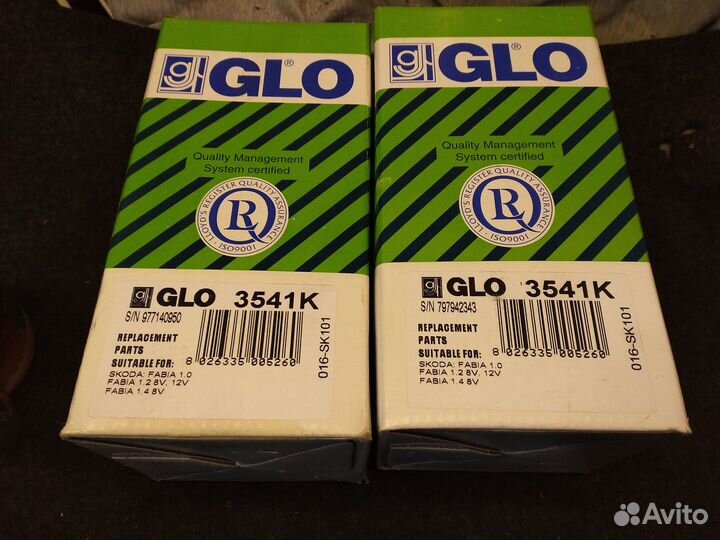 g GLO®
Quality Management
System certified
LLOYD'S REGISTER QUALITY ASSURANCE
RQ
ISO9001
g GLO 3541K
S/N 977140950
REPLACEMENT
PARTS
SUITABLE FOR:
8 026335 005260
SKODA: FABIA 1.0
FABIA 1.2 8V, 12V
FABIA 1.4 8V
016-SK101
g GLO®
Quality Management
System certified
LLOYD'S REGISTER QUALITY ASSURANCE
RQ
ISO9001
g GLO 3541K
S/N 797942343
REPLACEMENT
PARTS
SUITABLE FOR:
8 026335 005260
SKODA: FABIA 1.0
FABIA 1.2 8V, 12V
FABIA 1.4 8V
016-SK101
Avito